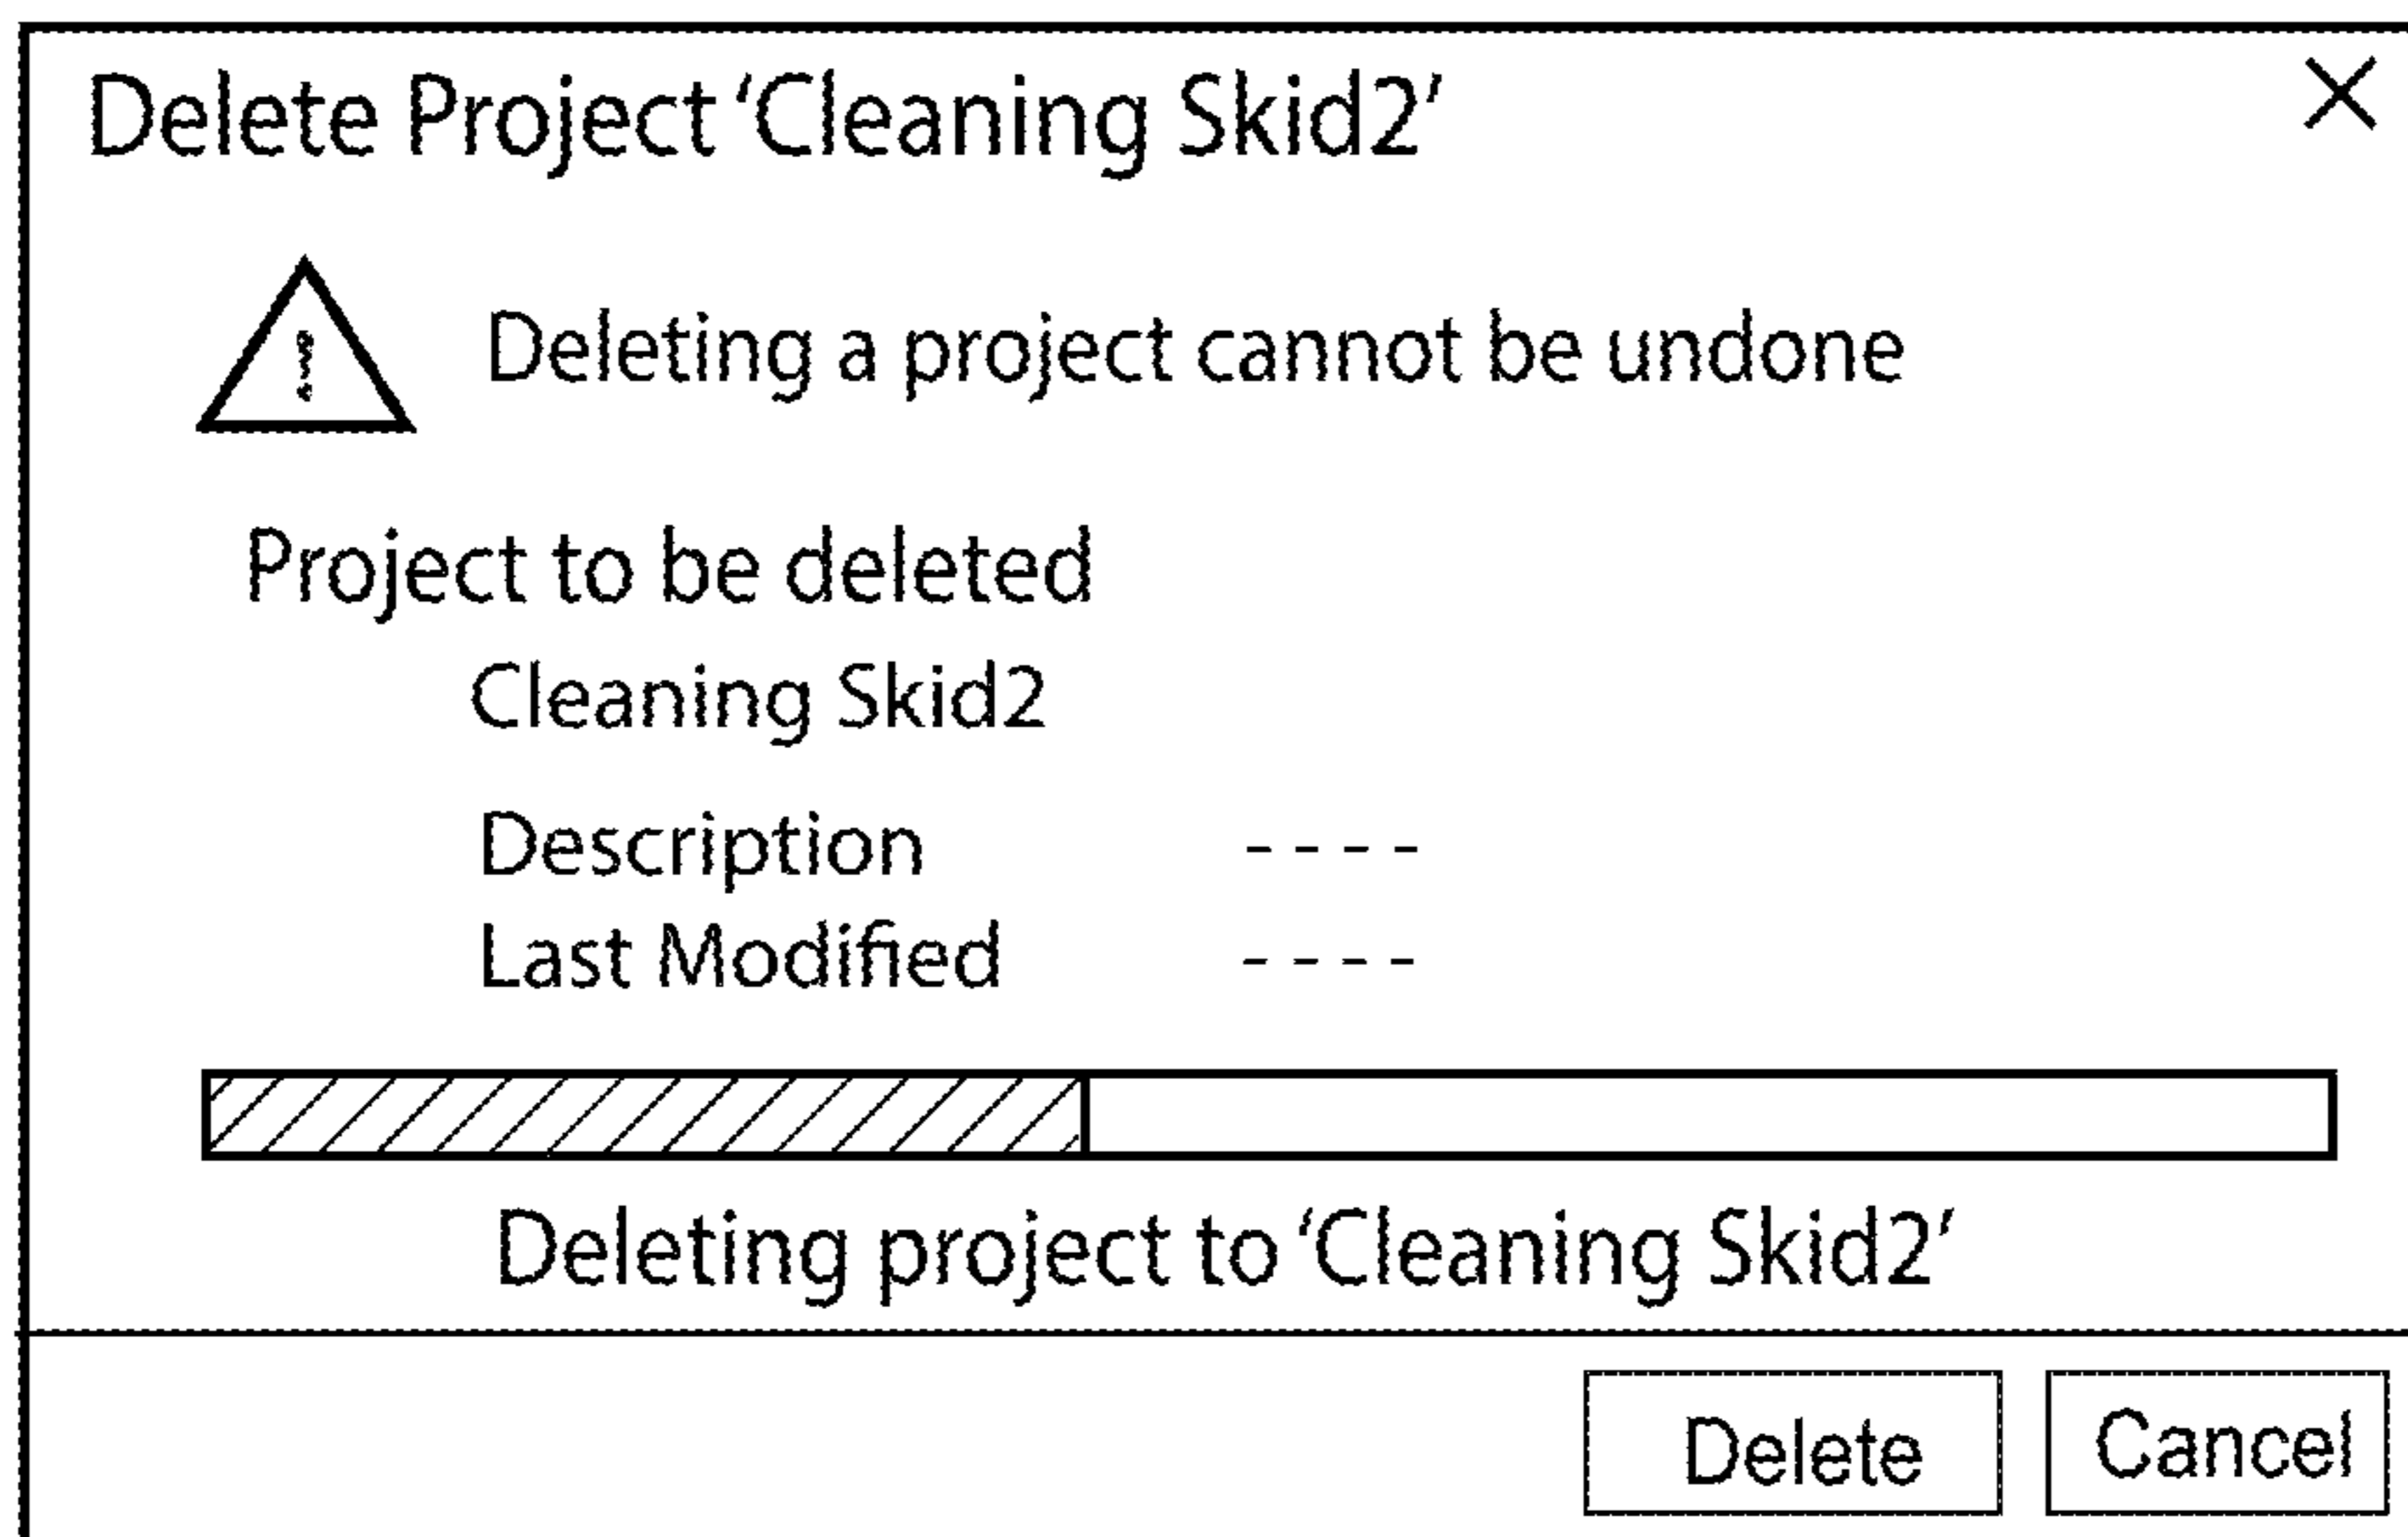 Delete Project ‘Cleaning Skid2’
!
Deleting a project cannot be undone
Project to be deleted
Cleaning Skid2
Description - - - -
Last Modified - - - -
Deleting project to ‘Cleaning Skid2’
Delete Cancel